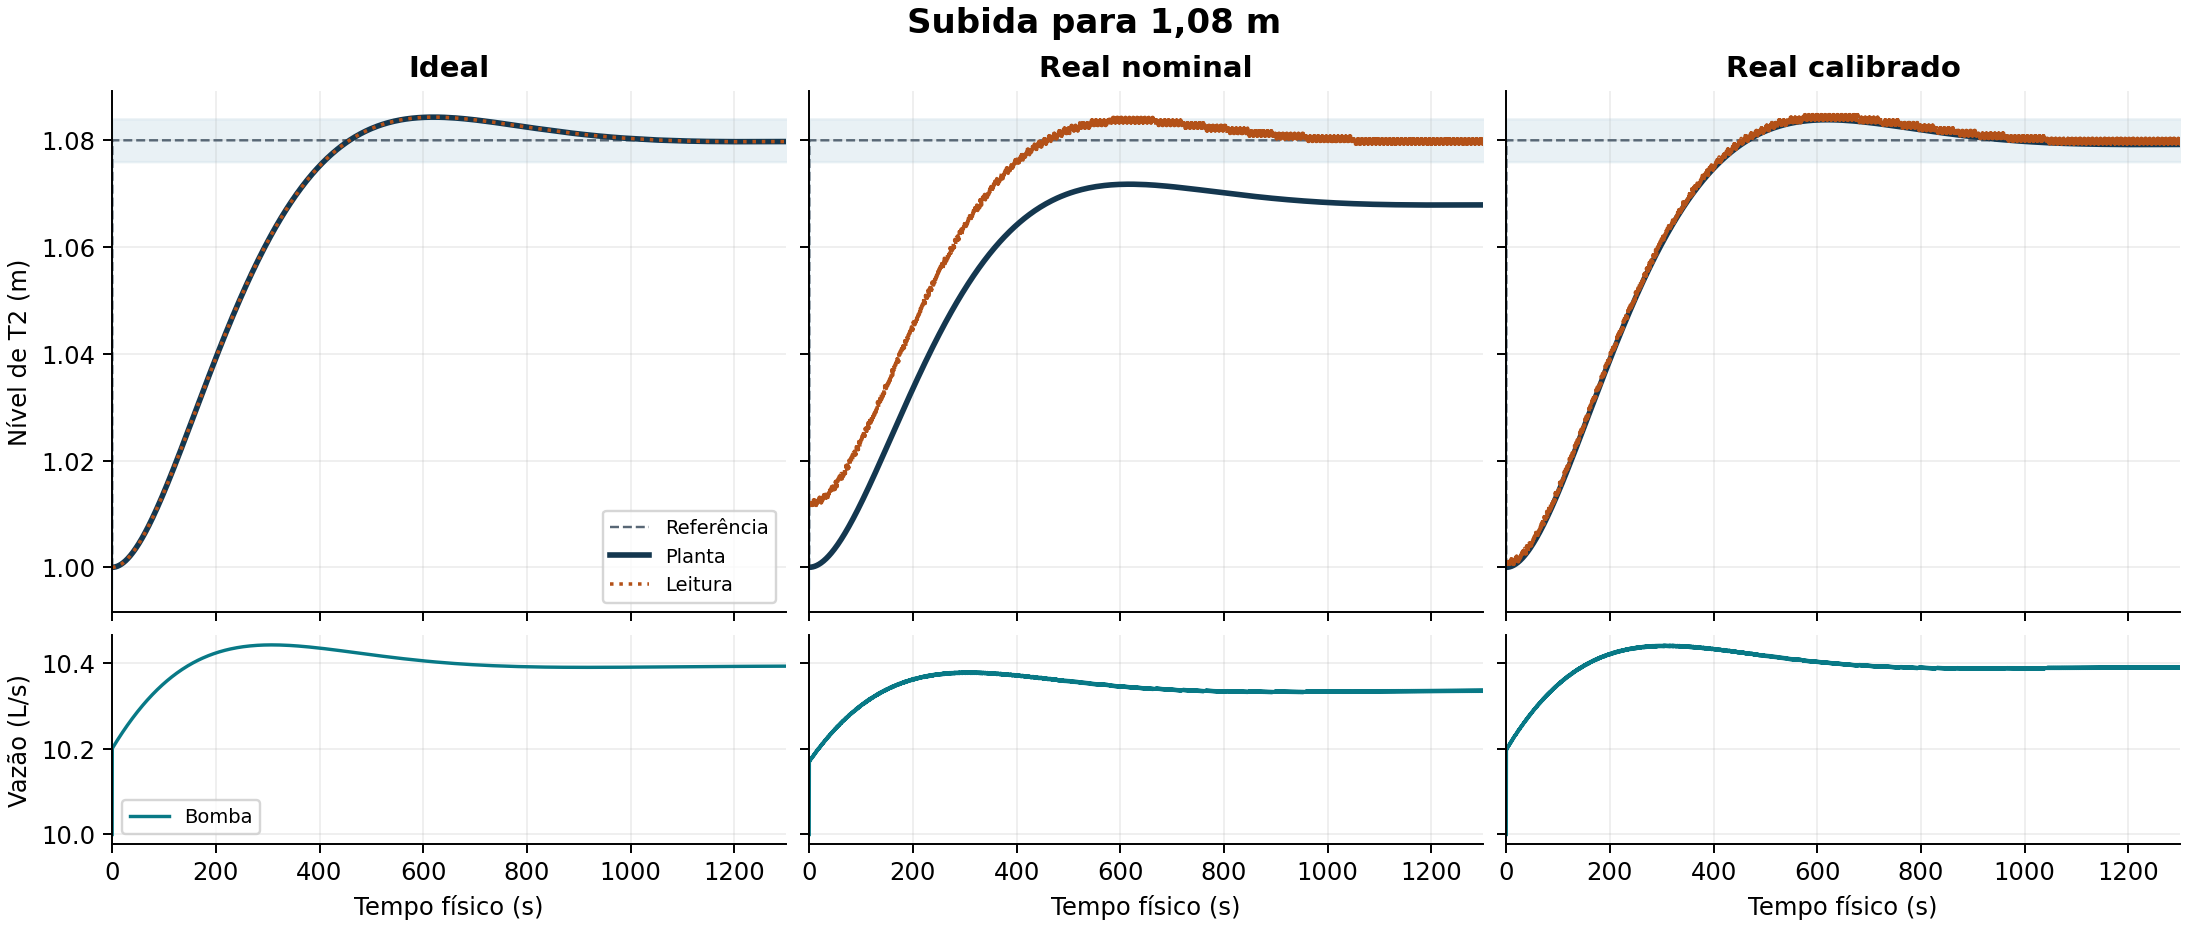 Subida para 1,08 m
Ideal
Real nominal
Real calibrado
Nível de T2 (m)
1.08
1.06
1.04
1.02
1.00
Referência
Planta
Leitura
Vazão (L/s)
10.4
10.2
10.0
Bomba
0 200 400 600 800 1000 1200
0 200 400 600 800 1000 1200
0 200 400 600 800 1000 1200
Tempo físico (s)
Tempo físico (s)
Tempo físico (s)